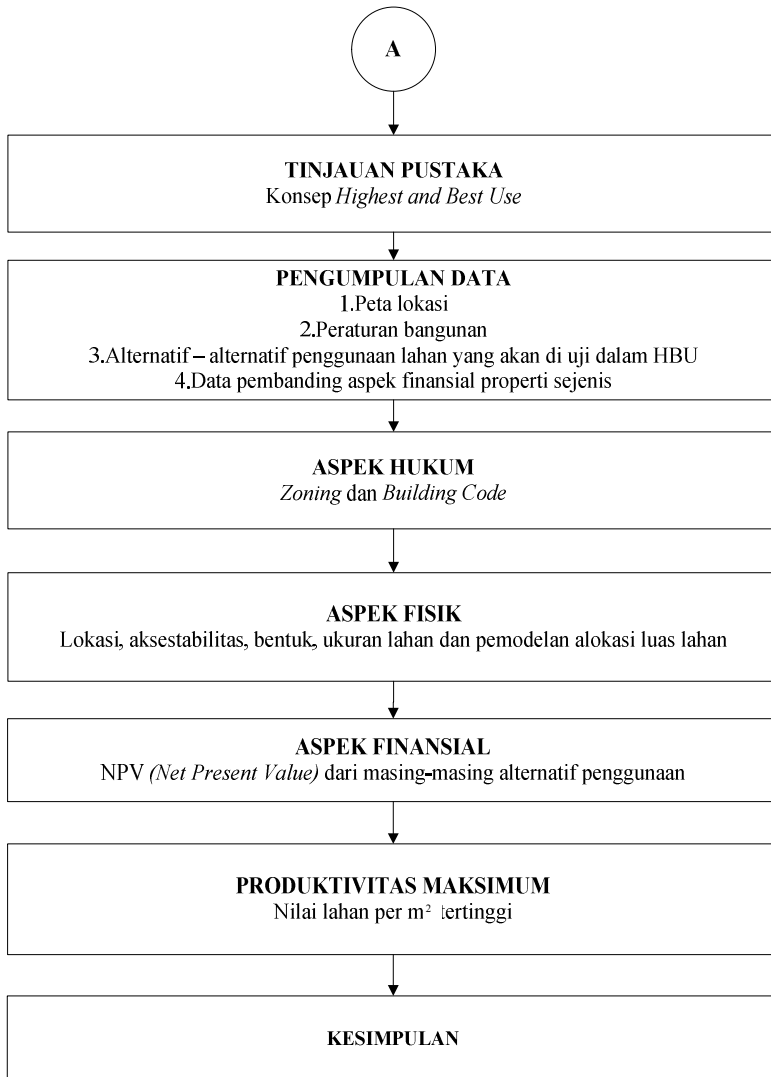 A
TINJAUAN PUSTAKA
Konsep Highest and Best Use
PENGUMPULAN DATA
1.Peta lokasi
2.Peraturan bangunan
3.Alternatif – alternatif penggunaan lahan yang akan di uji dalam HBU
4.Data pembanding aspek finansial properti sejenis
ASPEK HUKUM
Zoning dan Building Code
ASPEK FISIK
Lokasi, aksestabilitas, bentuk, ukuran lahan dan pemodelan alokasi luas lahan
ASPEK FINANSIAL
NPV (Net Present Value) dari masing-masing alternatif penggunaan
PRODUKTIVITAS MAKSIMUM
Nilai lahan per m² tertinggi
KESIMPULAN